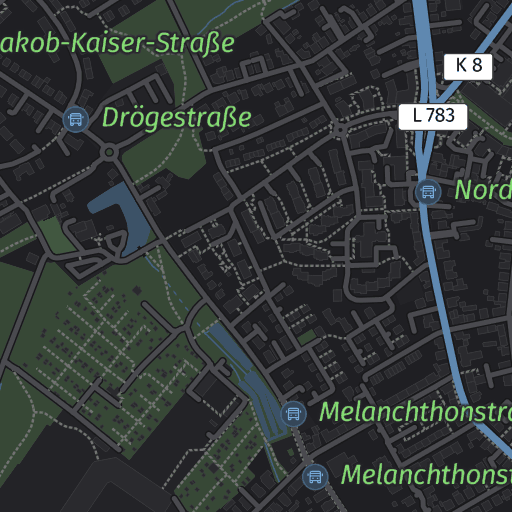 akob-Kaiser-Straße
K 8
Drögestraße
L 783
Nord
Melanchthonstra
Melanchthonst